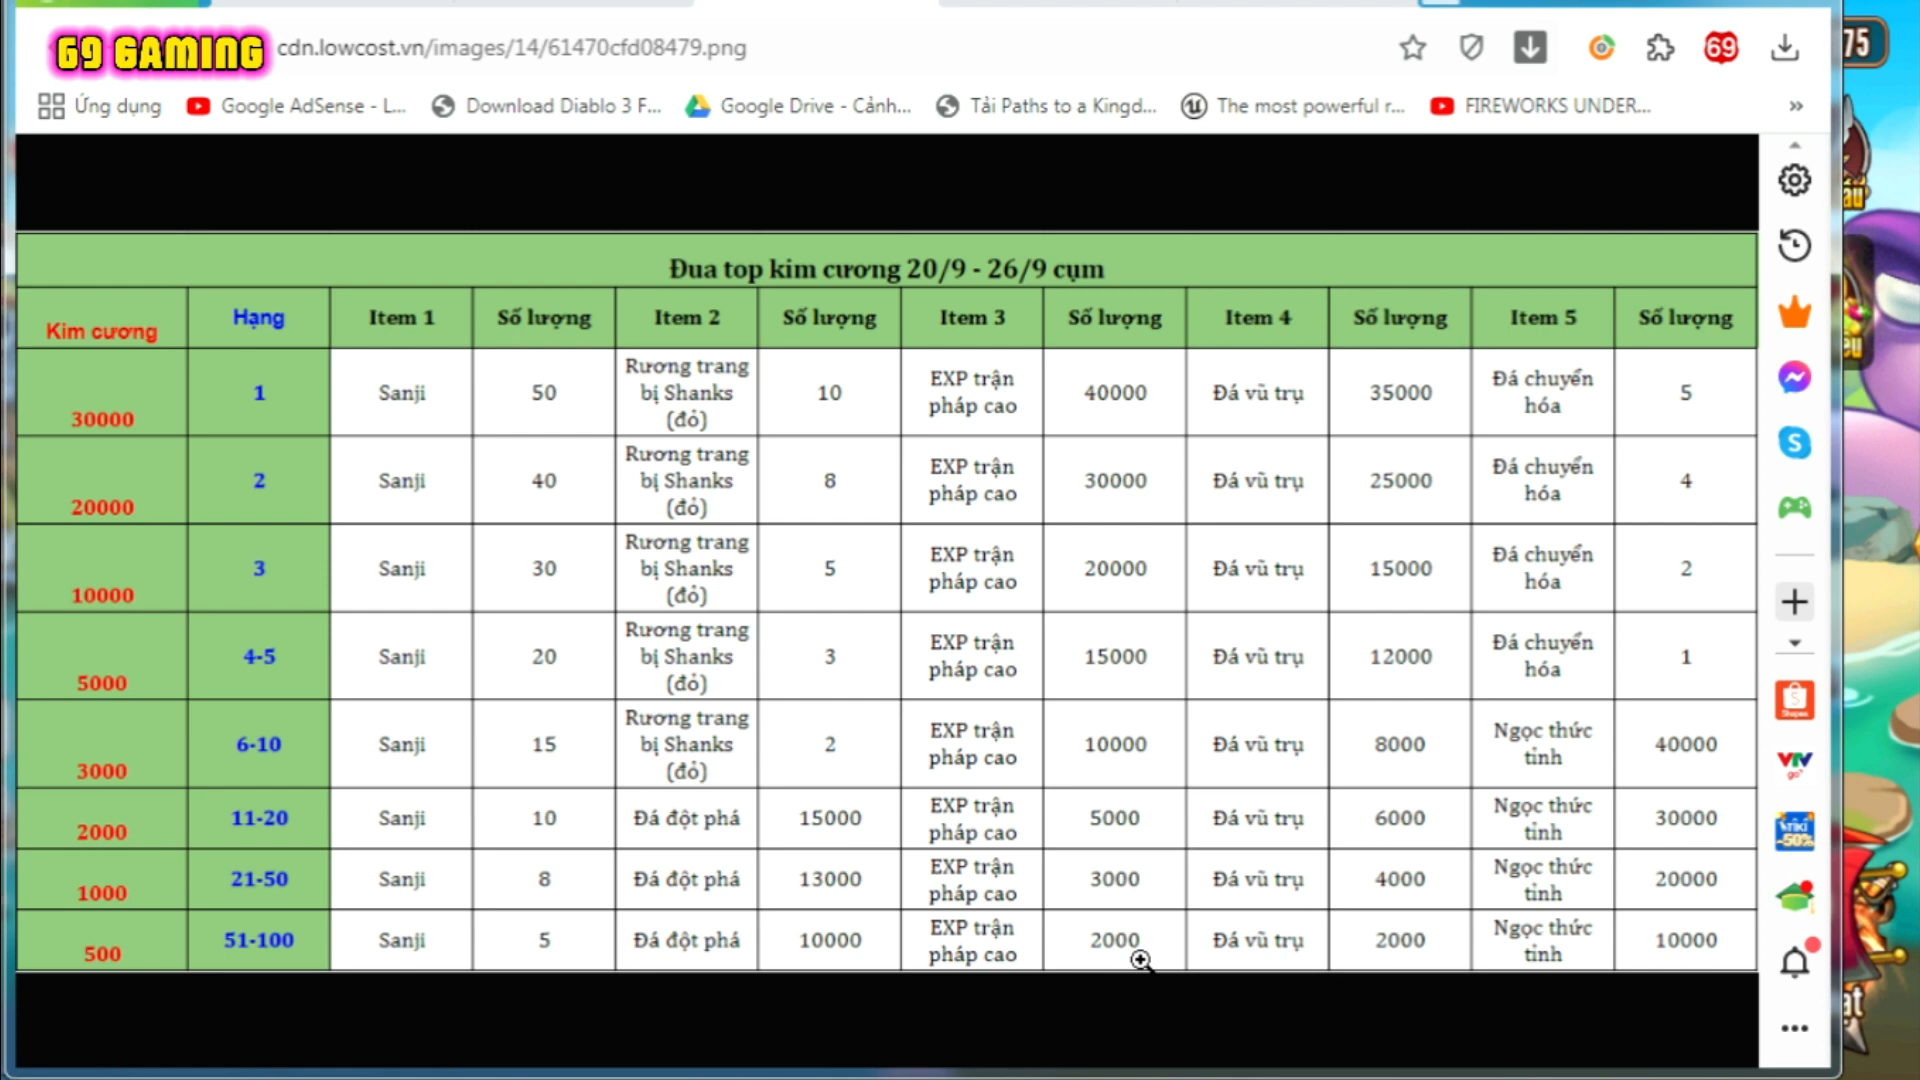 69 GAMING cdn.lowcost.vn/images/14/61470cfd08479.png 69 75
Ứng dụng Google AdSense - L... Download Diablo 3 F... Google Drive - Cảnh... Tải Paths to a Kingd... The most powerful r... FIREWORKS UNDER... »
Đua top kim cương 20/9 - 26/9 cụm
Kim cương Hạng Item 1 Số lượng Item 2 Số lượng Item 3 Số lượng Item 4 Số lượng Item 5 Số lượng
30000 1 Sanji 50 Rương trang bị Shanks (đỏ) 10 EXP trận pháp cao 40000 Đá vũ trụ 35000 Đá chuyển hóa 5
20000 2 Sanji 40 Rương trang bị Shanks (đỏ) 8 EXP trận pháp cao 30000 Đá vũ trụ 25000 Đá chuyển hóa 4
10000 3 Sanji 30 Rương trang bị Shanks (đỏ) 5 EXP trận pháp cao 20000 Đá vũ trụ 15000 Đá chuyển hóa 2
5000 4-5 Sanji 20 Rương trang bị Shanks (đỏ) 3 EXP trận pháp cao 15000 Đá vũ trụ 12000 Đá chuyển hóa 1
3000 6-10 Sanji 15 Rương trang bị Shanks (đỏ) 2 EXP trận pháp cao 10000 Đá vũ trụ 8000 Ngọc thức tỉnh 40000
2000 11-20 Sanji 10 Đá đột phá 15000 EXP trận pháp cao 5000 Đá vũ trụ 6000 Ngọc thức tỉnh 30000
1000 21-50 Sanji 8 Đá đột phá 13000 EXP trận pháp cao 3000 Đá vũ trụ 4000 Ngọc thức tỉnh 20000
500 51-100 Sanji 5 Đá đột phá 10000 EXP trận pháp cao 2000 Đá vũ trụ 2000 Ngọc thức tỉnh 10000
S
Shopee
VTV
go
TIKI
-50%